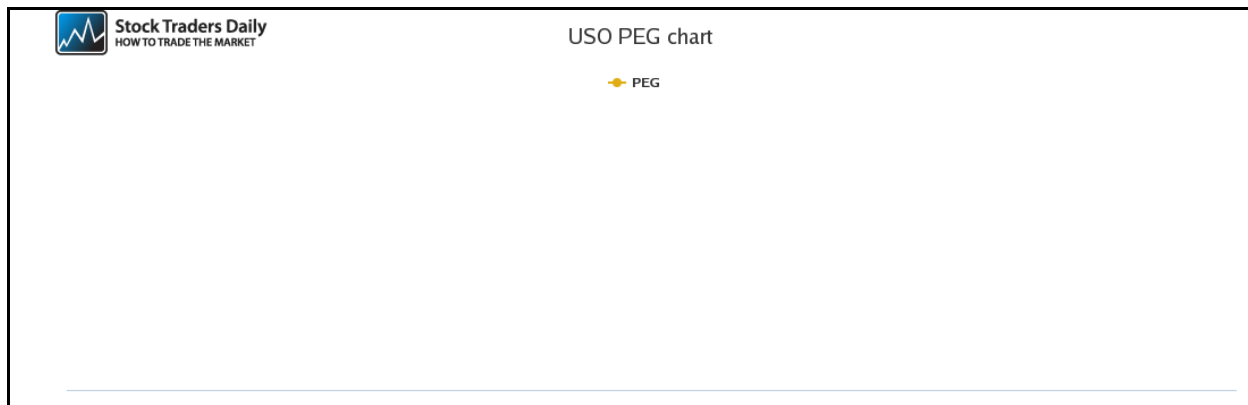 Stock Traders Daily
HOW TO TRADE THE MARKET
USO PEG chart
PEG